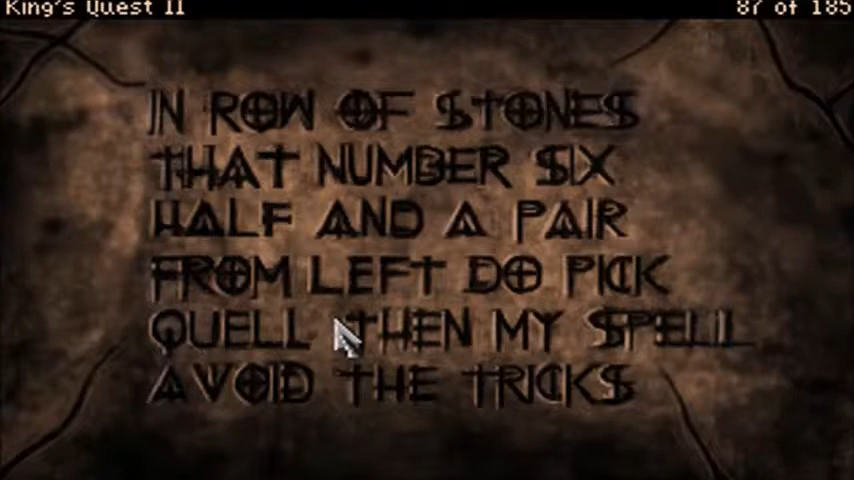 King's Quest II 87 of 185
IN ROW OF STONES
THAT NUMBER SIX
HALF AND A PAIR
FROM LEFT DO PICK
QUELL THEN MY SPELL
AVOID THE TRICKS